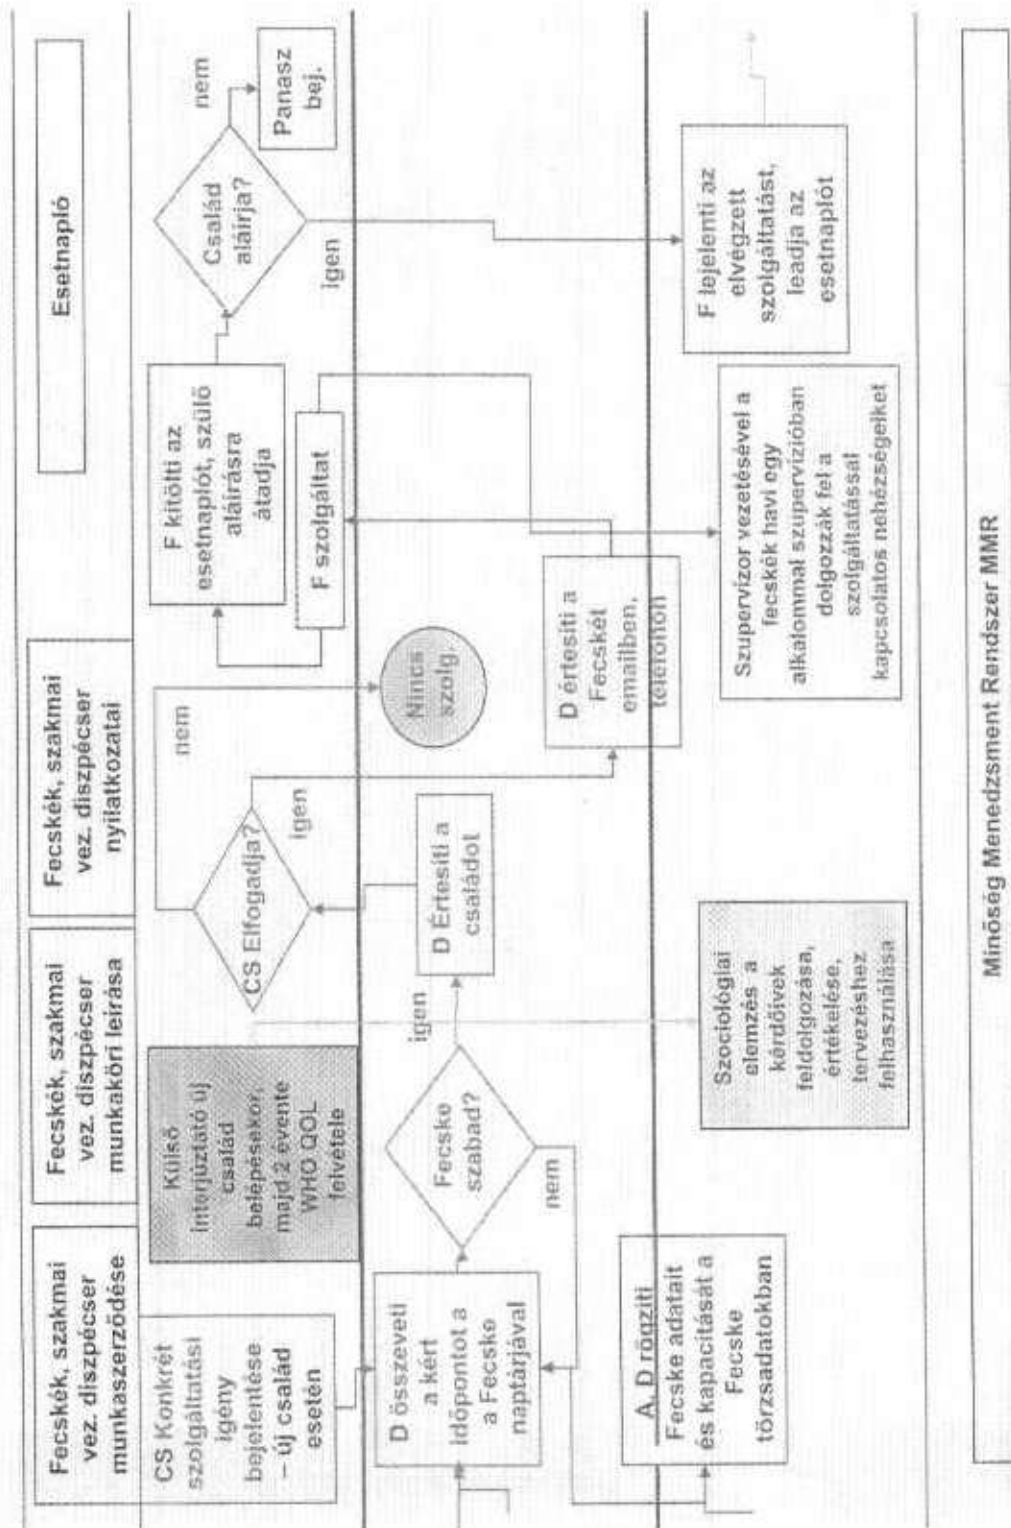 Fecskék, szakmai
vez. diszpécser
munkaszerződése
Fecskék, szakmai
vez. diszpécser
munkaköri leírása
Fecskék, szakmai
vez. diszpécser
nyilatkozatai
Esetnapló
CS Konkrét
szolgáltatási
igény
bejelentése
– új család
esetén
Külső
interjúztató új
család
belépésekor,
majd 2 évente
WHO QOL
felvétele
CS Elfogadja?
nem
igen
F kitölti az
esetnaplót, szülő
aláírásra
átadja
Család
aláírja?
nem
igen
Panasz
bej.
F szolgáltat
Nincs
szolg.
D összeveti
a kért
időpontot a
a Fecske
naptárjával
Fecske
szabad?
igen
nem
D Értesíti a
családot
D értesíti a
Fecskét
emailben,
telefonon
A. D rögzíti
Fecske adatait
és kapacitását a
Fecske
törzsadatokban
Szociológiai
elemzés a
kérdőívek
feldolgozása,
értékelése,
tervezéshez
felhasználása
Szupervízor vezetésével a
fecskék havi egy
alkalommal szupervízióban
dolgozzák fel a
szolgáltatással
kapcsolatos nehézségeiket
F lejelenti az
elvégzett
szolgáltatást,
leadja az
esetnaplót
Minőség Menedzsment Rendszer MMR